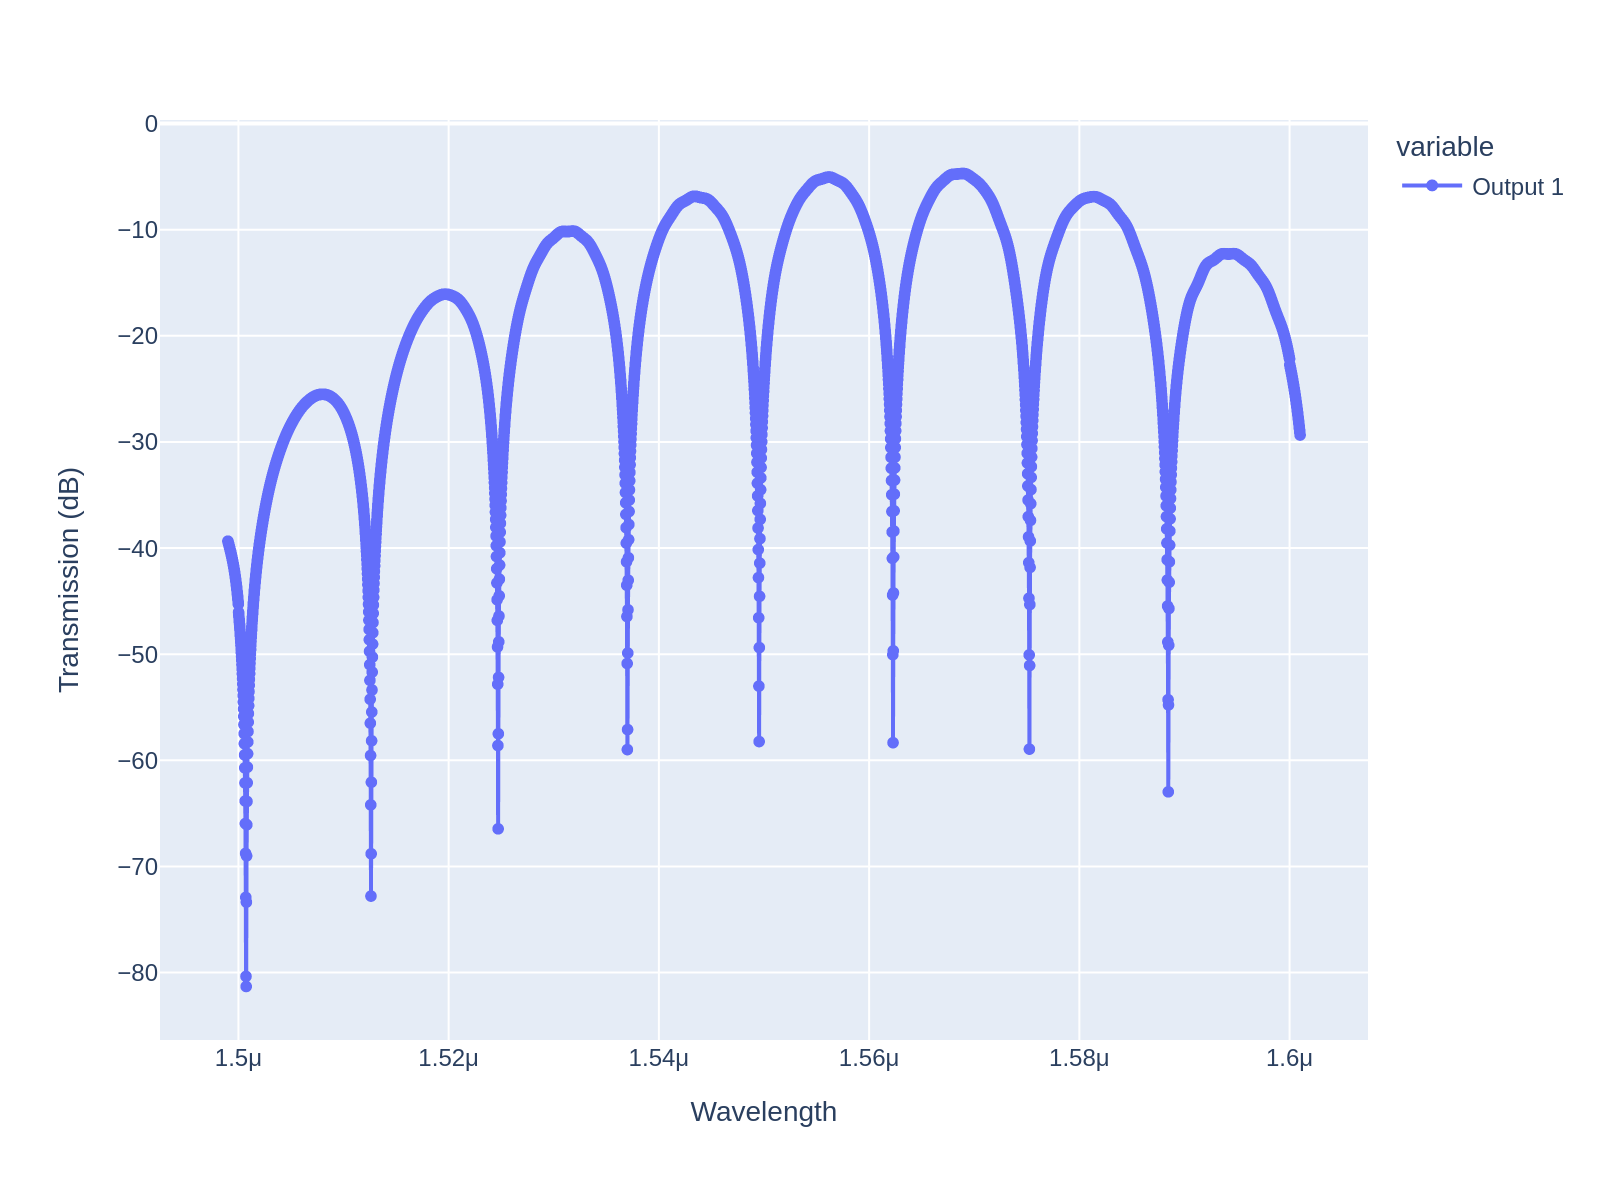 variable
Output 1
0
−10
−20
−30
−40
−50
−60
−70
−80
Transmission (dB)
1.5μ 1.52μ 1.54μ 1.56μ 1.58μ 1.6μ
Wavelength